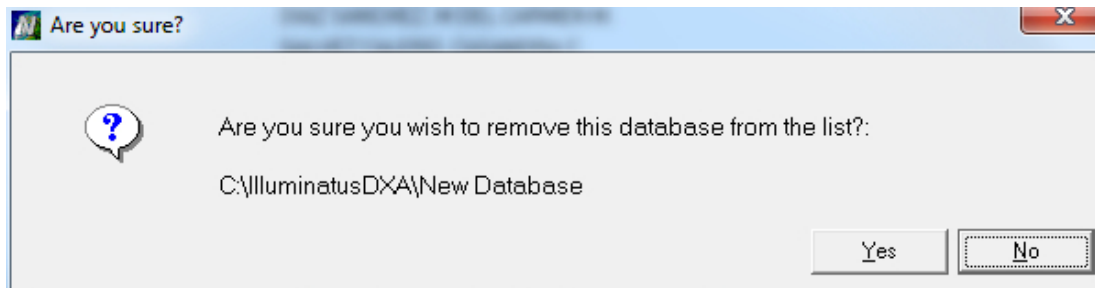 Are you sure?
Are you sure you wish to remove this database from the list?:
C:\IlluminatusDXA\New Database
Yes
No